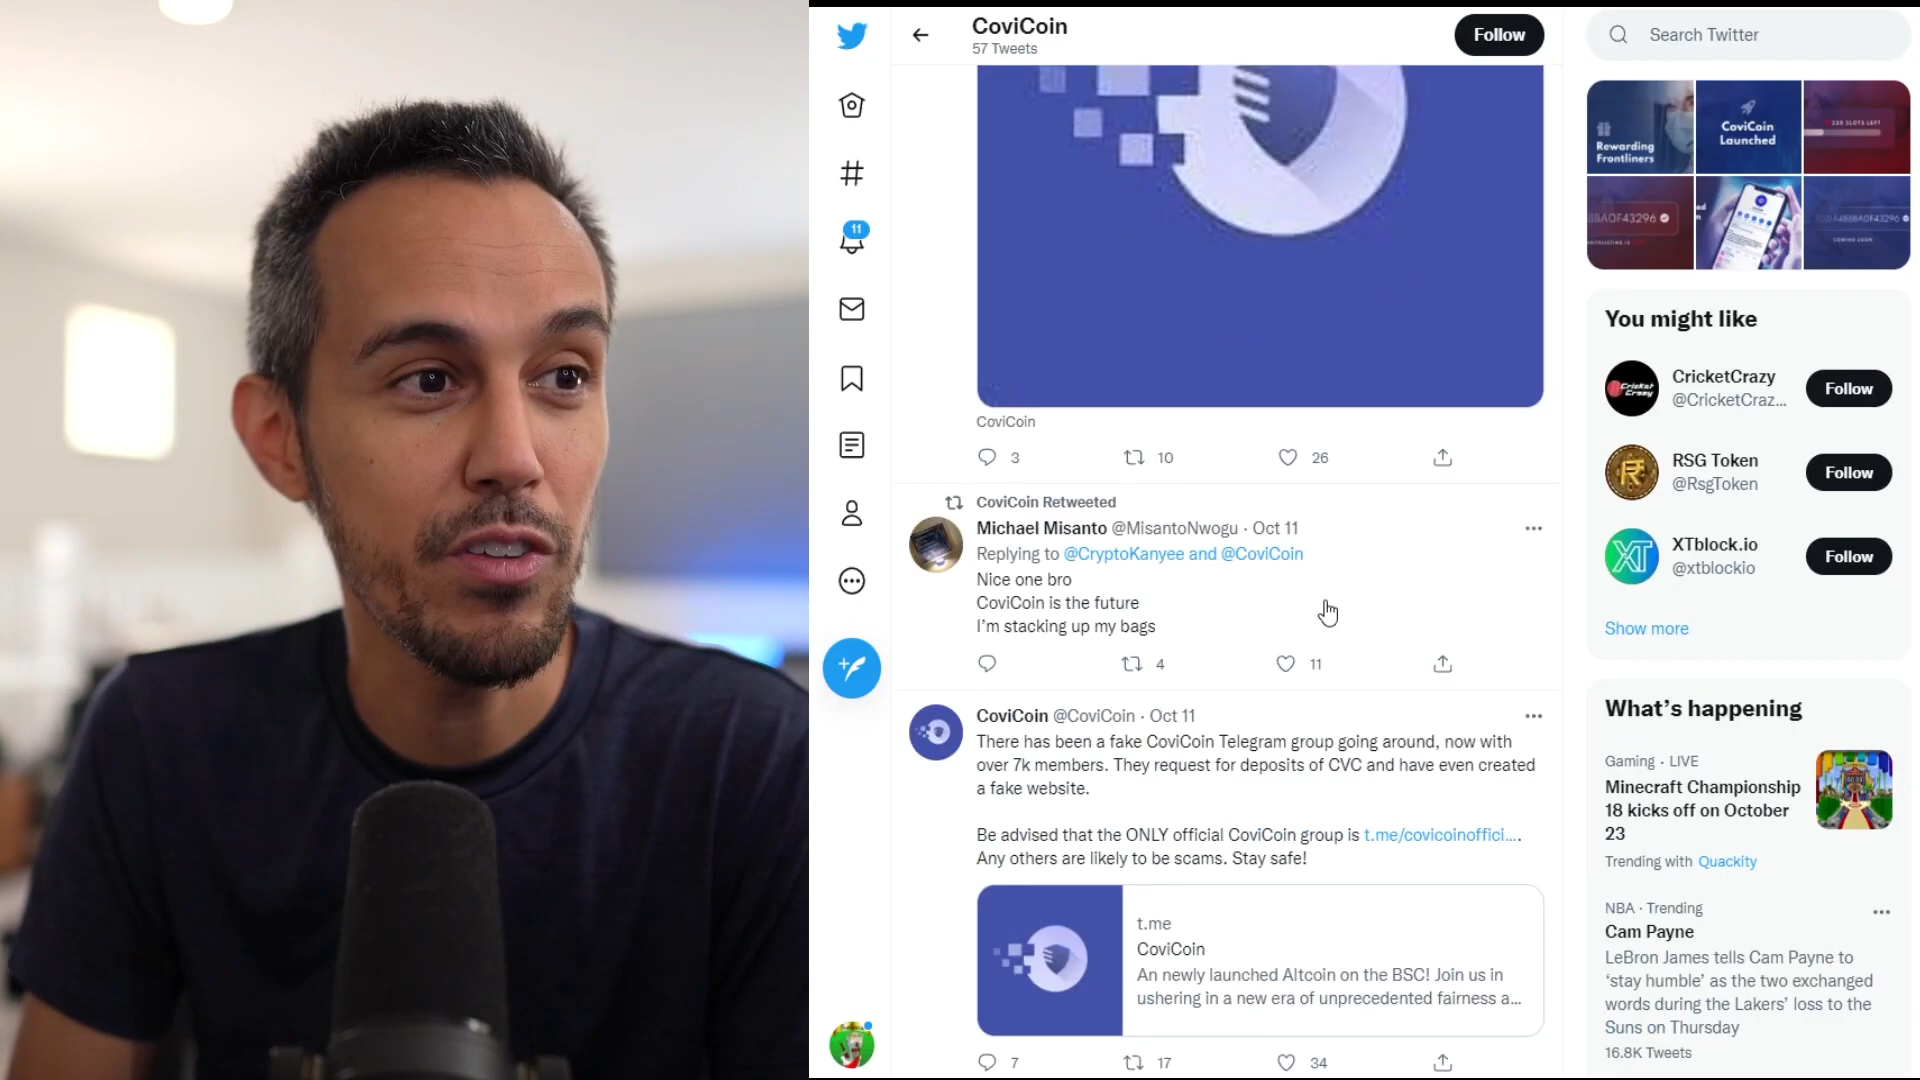 CoviCoin
57 Tweets
Follow
Search Twitter
11
CoviCoin
3
10
26
CoviCoin Retweeted
Michael Misanto @MisantoNwogu · Oct 11
Replying to @CryptoKanyee and @CoviCoin
Nice one bro
CoviCoin is the future
I'm stacking up my bags
4
11
CoviCoin @CoviCoin · Oct 11
There has been a fake CoviCoin Telegram group going around, now with
over 7k members. They request for deposits of CVC and have even created
a fake website.
Be advised that the ONLY official CoviCoin group is t.me/covicoinoffici....
Any others are likely to be scams. Stay safe!
t.me
CoviCoin
An newly launched Altcoin on the BSC! Join us in
ushering in a new era of unprecedented fairness a...
7
17
34
Rewarding
Frontliners
CoviCoin
Launched
SLOTS LEFT
COMING SOON
You might like
Cricket
Crazy
CricketCrazy
@CricketCraz...
Follow
RSG Token
@RsgToken
Follow
XT
XTblock.io
@xtblockio
Follow
Show more
What's happening
Gaming · LIVE
Minecraft Championship
18 kicks off on October
23
Trending with Quackity
NBA · Trending
Cam Payne
LeBron James tells Cam Payne to
'stay humble' as the two exchanged
words during the Lakers' loss to the
Suns on Thursday
16.8K Tweets